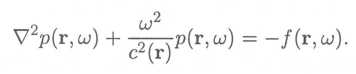 ∇²p(𝐫, ω) + ω²/c²(𝐫) p(𝐫, ω) = −f(𝐫, ω).